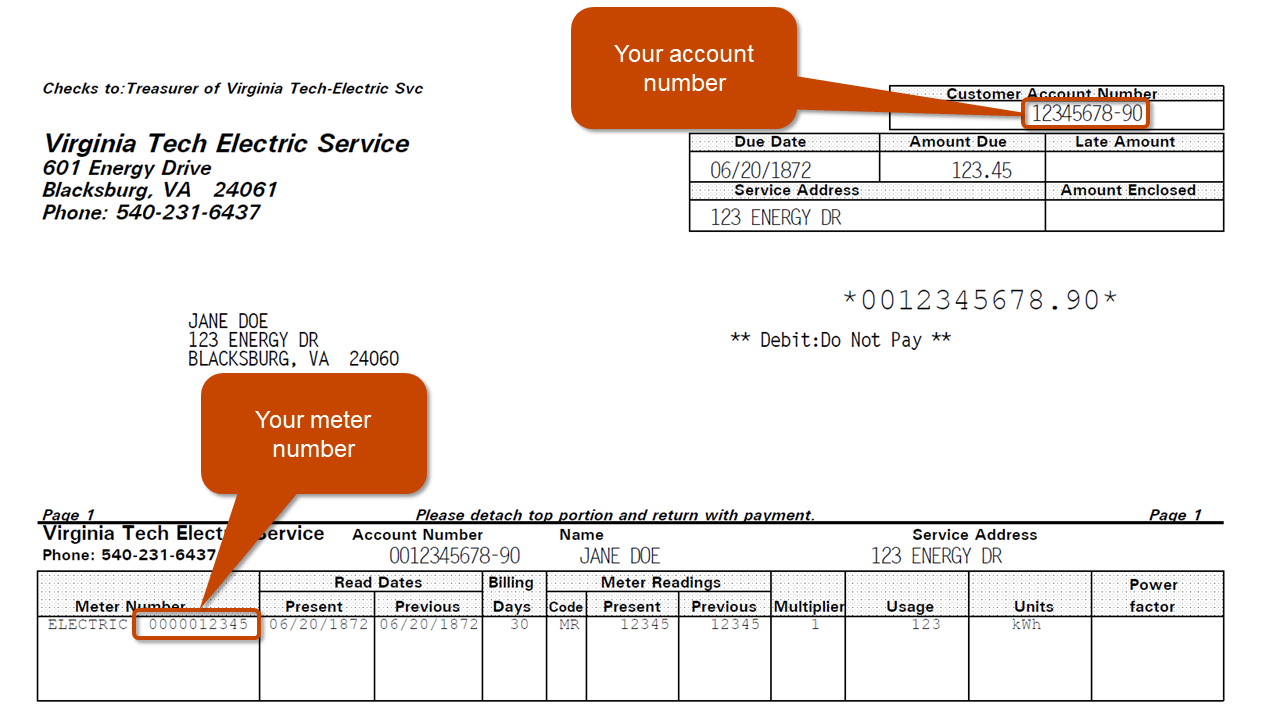 Your account
number
Checks to:Treasurer of Virginia Tech-Electric Svc
Customer Account Number
12345678-90
Virginia Tech Electric Service
601 Energy Drive
Blacksburg, VA 24061
Phone: 540-231-6437
Due Date Amount Due Late Amount
06/20/1872 123.45
Service Address Amount Enclosed
123 ENERGY DR
*0012345678.90*
** Debit:Do Not Pay **
JANE DOE
123 ENERGY DR
BLACKSBURG, VA 24060
Your meter
number
Page 1 Please detach top portion and return with payment. Page 1
Virginia Tech Electric Service Account Number Name Service Address
Phone: 540-231-6437 0012345678-90 JANE DOE 123 ENERGY DR
Read Dates Billing Meter Readings Power
Meter Number Present Previous Days Code Present Previous Multiplier Usage Units factor
ELECTRIC 0000012345 06/20/1872 06/20/1872 30 MR 12345 12345 1 123 kWh